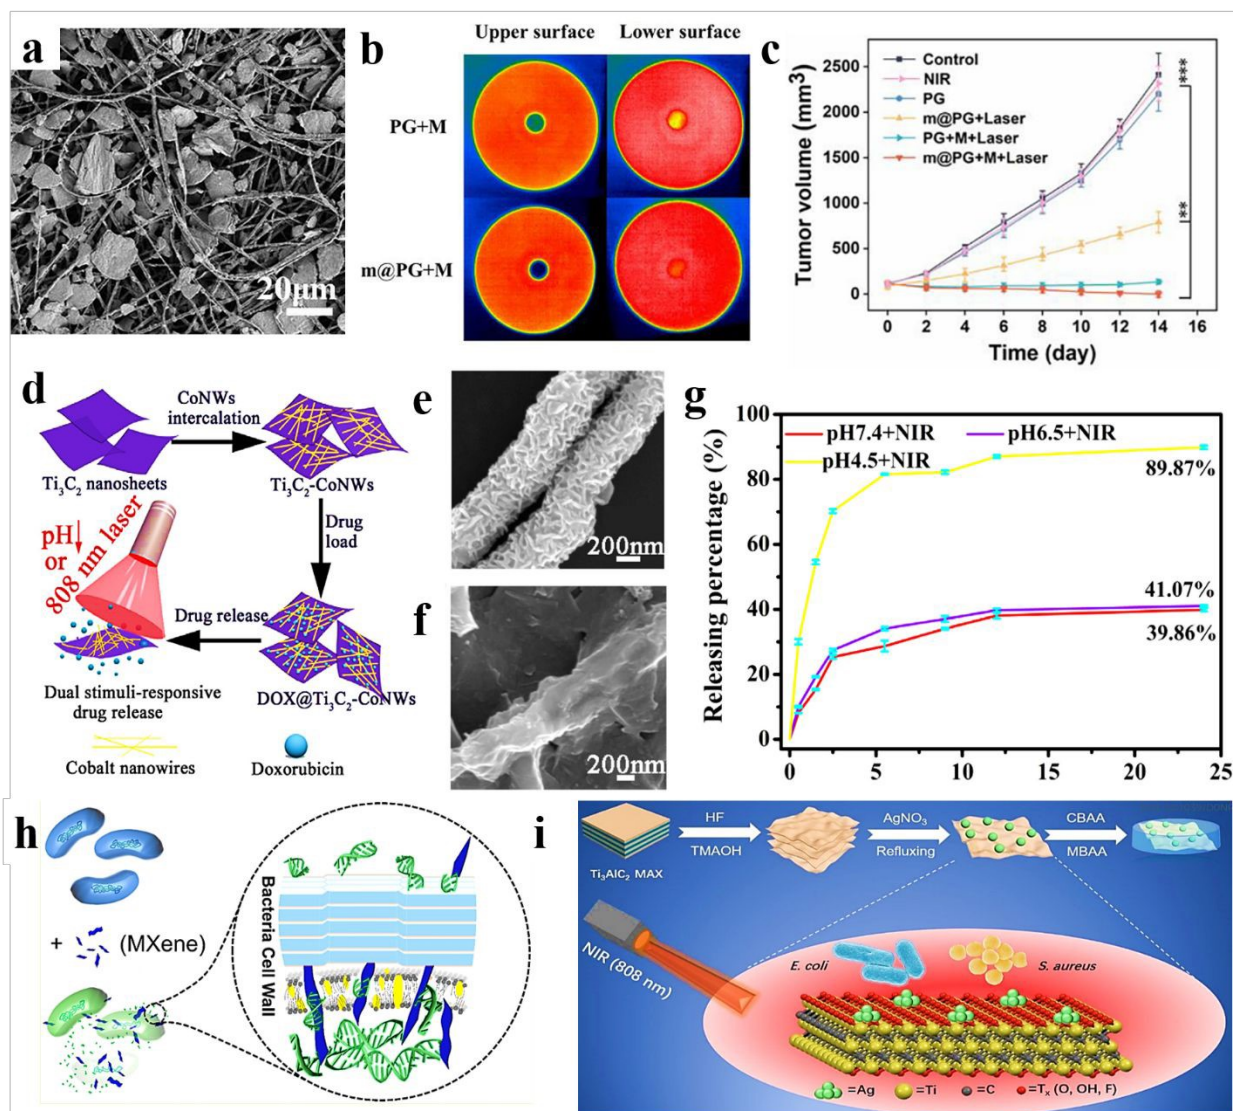 a
20μm
b
Upper surface
Lower surface
PG+M
m@PG+M
c
Tumor volume (mm³)
2500
2000
1500
1000
500
0
Control
NIR
PG
m@PG+Laser
PG+M+Laser
m@PG+M+Laser
***
**
0 2 4 6 8 10 12 14 16
Time (day)
d
CoNWs
intercalation
Ti₃C₂ nanosheets
Ti₃C₂-CoNWs
Drug
load
pH↓
or
808 nm laser
Drug release
Dual stimuli-responsive
drug release
DOX@Ti₃C₂-CoNWs
Cobalt nanowires
Doxorubicin
e
200nm
f
200nm
g
Releasing percentage (%)
100
80
60
40
20
0
pH7.4+NIR
pH6.5+NIR
pH4.5+NIR
89.87%
41.07%
39.86%
0 5 10 15 20 25
h
+
(MXene)
Bacteria Cell
Wall
i
Ti₃AlC₂ MAX
HF
TMAOH
AgNO₃
Refluxing
CBAA
MBAA
NIR (808 nm)
E. coli
S. aureus
=Ag
=Ti
=C
=Tₓ (O, OH, F)